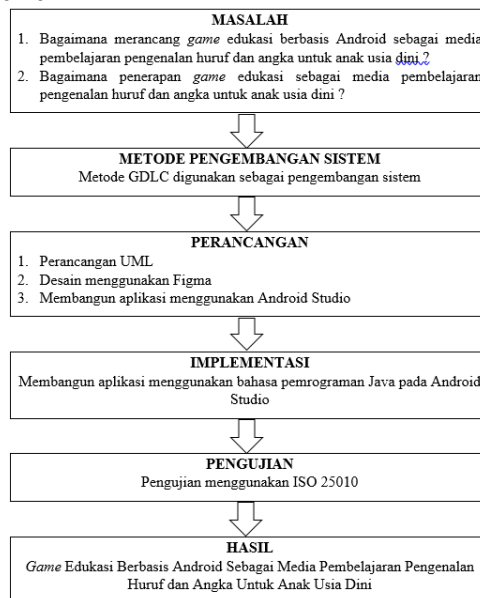 MASALAH
1. Bagaimana merancang game edukasi berbasis Android sebagai media
pembelajaran pengenalan huruf dan angka untuk anak usia dini ?
2. Bagaimana penerapan game edukasi sebagai media pembelajaran
pengenalan huruf dan angka untuk anak usia dini ?
METODE PENGEMBANGAN SISTEM
Metode GDLC digunakan sebagai pengembangan sistem
PERANCANGAN
1. Perancangan UML
2. Desain menggunakan Figma
3. Membangun aplikasi menggunakan Android Studio
IMPLEMENTASI
Membangun aplikasi menggunakan bahasa pemrograman Java pada Android
Studio
PENGUJIAN
Pengujian menggunakan ISO 25010
HASIL
Game Edukasi Berbasis Android Sebagai Media Pembelajaran Pengenalan
Huruf dan Angka Untuk Anak Usia Dini